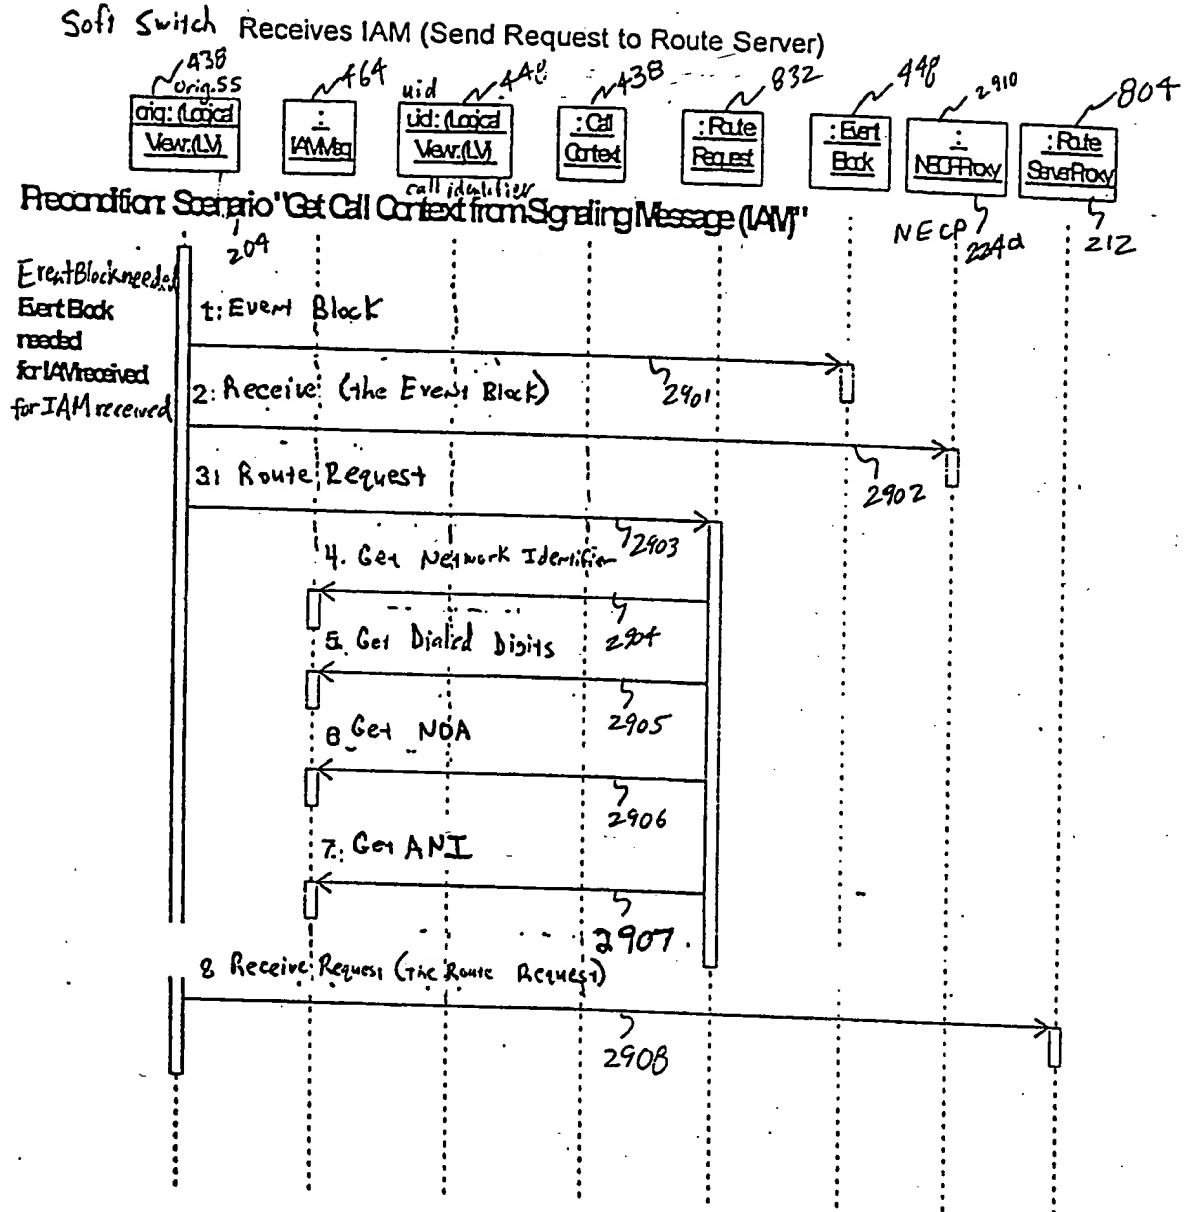 Soft Switch Receives IAM (Send Request to Route Server)
438 464 440 438 832 448 2910 804
orig.SS uid
orig: (Logical View:(LV)
: IAMMsg
uid: (Logical View:(LV)
: Call Context
: Route Request
: Event Block
: NECPProxy
: Route ServerProxy
call identifier
Precondition: Scenario "Get Call Context from Signaling Message (IAM)"
204 NECP 224d 212
EventBlockneeded
Event Block
needed
for IAM received
for IAM received
1: Event Block
2901
2: Receive (the Event Block)
2902
3: Route Request
2903
4. Get Network Identifier
2904
5. Get Dialed Digits
2905
6 Get NOA
2906
7: Get ANI
2907
8 Receive Request (The Route Request)
2908